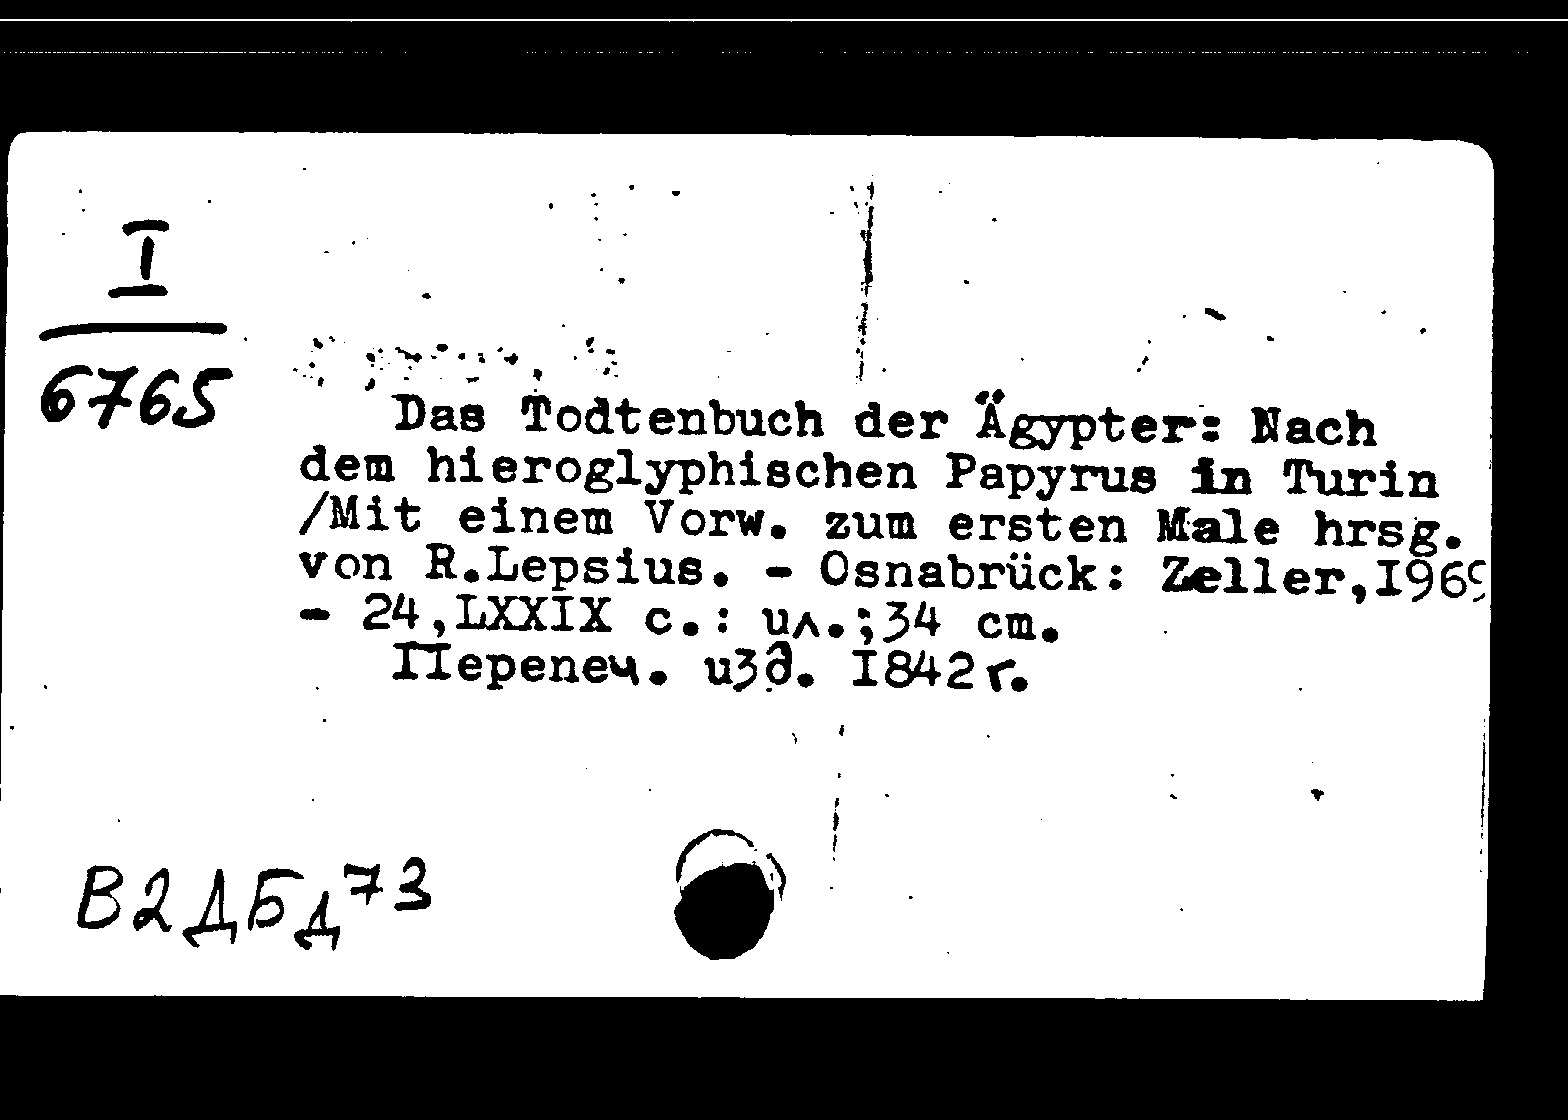 I
6765
Das Todtenbuch der Ägypter: Nach
dem hieroglyphischen Papyrus in Turin
/Mit einem Vorw. zum ersten Male hrsg.
von R.Lepsius. - Osnabrück: Zeller,I969
- 24,LXXIX с.: ил.;34 cm.
Перепеч. изд. I842г.
В2ДБд73